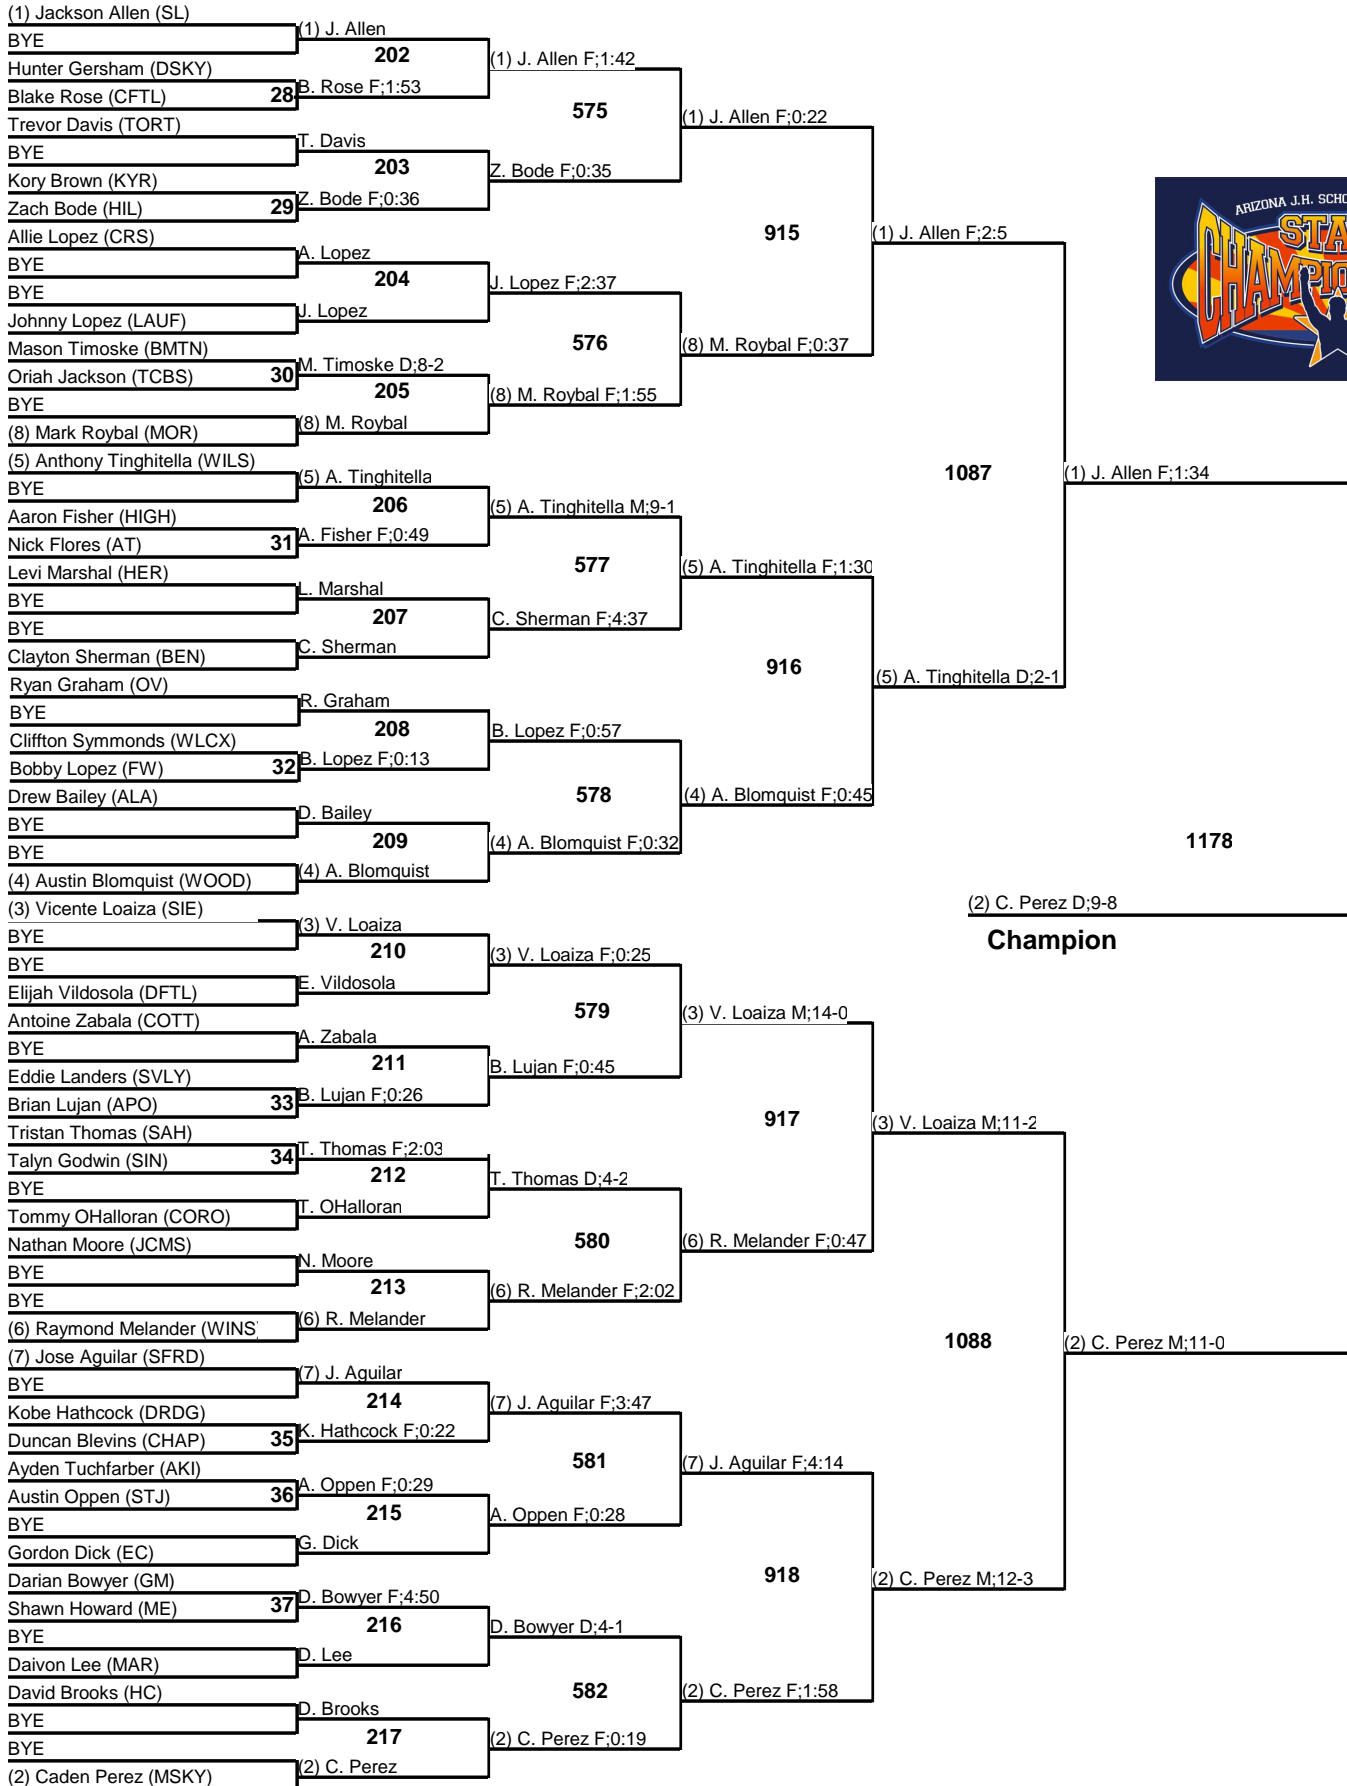 (1) Jackson Allen (SL)
BYE
Hunter Gersham (DSKY)
Blake Rose (CFTL)
28
Trevor Davis (TORT)
BYE
Kory Brown (KYR)
Zach Bode (HIL)
29
Allie Lopez (CRS)
BYE
BYE
Johnny Lopez (LAUF)
Mason Timoske (BMTN)
Oriah Jackson (TCBS)
30
BYE
(8) Mark Roybal (MOR)
(5) Anthony Tinghitella (WILS)
BYE
Aaron Fisher (HIGH)
Nick Flores (AT)
31
Levi Marshal (HER)
BYE
BYE
Clayton Sherman (BEN)
Ryan Graham (OV)
BYE
Cliffton Symmonds (WLCX)
Bobby Lopez (FW)
32
Drew Bailey (ALA)
BYE
BYE
(4) Austin Blomquist (WOOD)
(3) Vicente Loaiza (SIE)
BYE
BYE
Elijah Vildosola (DFTL)
Antoine Zabala (COTT)
BYE
Eddie Landers (SVLY)
Brian Lujan (APO)
33
Tristan Thomas (SAH)
Talyn Godwin (SIN)
34
BYE
Tommy OHalloran (CORO)
Nathan Moore (JCMS)
BYE
BYE
(6) Raymond Melander (WINS)
(7) Jose Aguilar (SFRD)
BYE
Kobe Hathcock (DRDG)
Duncan Blevins (CHAP)
35
Ayden Tuchfarber (AKI)
Austin Oppen (STJ)
36
BYE
Gordon Dick (EC)
Darian Bowyer (GM)
Shawn Howard (ME)
37
BYE
Daivon Lee (MAR)
David Brooks (HC)
BYE
BYE
(2) Caden Perez (MSKY)
(1) J. Allen
202
B. Rose F;1:53
T. Davis
203
Z. Bode F;0:36
A. Lopez
204
J. Lopez
M. Timoske D;8-2
205
(8) M. Roybal
(5) A. Tinghitella
206
A. Fisher F;0:49
L. Marshal
207
C. Sherman
R. Graham
208
B. Lopez F;0:13
D. Bailey
209
(4) A. Blomquist
(3) V. Loaiza
210
E. Vildosola
A. Zabala
211
B. Lujan F;0:26
T. Thomas F;2:03
212
T. OHalloran
N. Moore
213
(6) R. Melander
(7) J. Aguilar
214
K. Hathcock F;0:22
A. Oppen F;0:29
215
G. Dick
D. Bowyer F;4:50
216
D. Lee
D. Brooks
217
(2) C. Perez
(1) J. Allen F;1:42
575
Z. Bode F;0:35
J. Lopez F;2:37
576
(8) M. Roybal F;1:55
(5) A. Tinghitella M;9-1
577
C. Sherman F;4:37
B. Lopez F;0:57
578
(4) A. Blomquist F;0:32
(3) V. Loaiza F;0:25
579
B. Lujan F;0:45
T. Thomas D;4-2
580
(6) R. Melander F;2:02
(7) J. Aguilar F;3:47
581
A. Oppen F;0:28
D. Bowyer D;4-1
582
(2) C. Perez F;0:19
(1) J. Allen F;0:22
915
(8) M. Roybal F;0:37
(5) A. Tinghitella F;1:30
916
(4) A. Blomquist F;0:45
(3) V. Loaiza M;14-0
917
(6) R. Melander F;0:47
(7) J. Aguilar F;4:14
918
(2) C. Perez F;1:58
(1) J. Allen F;2:5
1087
(5) A. Tinghitella D;2-1
(3) V. Loaiza M;11-2
1088
(2) C. Perez M;12-3
(1) J. Allen F;1:34
1178
(2) C. Perez M;11-0
(2) C. Perez D;9-8
Champion
ARIZONA J.H. SCHO
STA
CHAMPIO